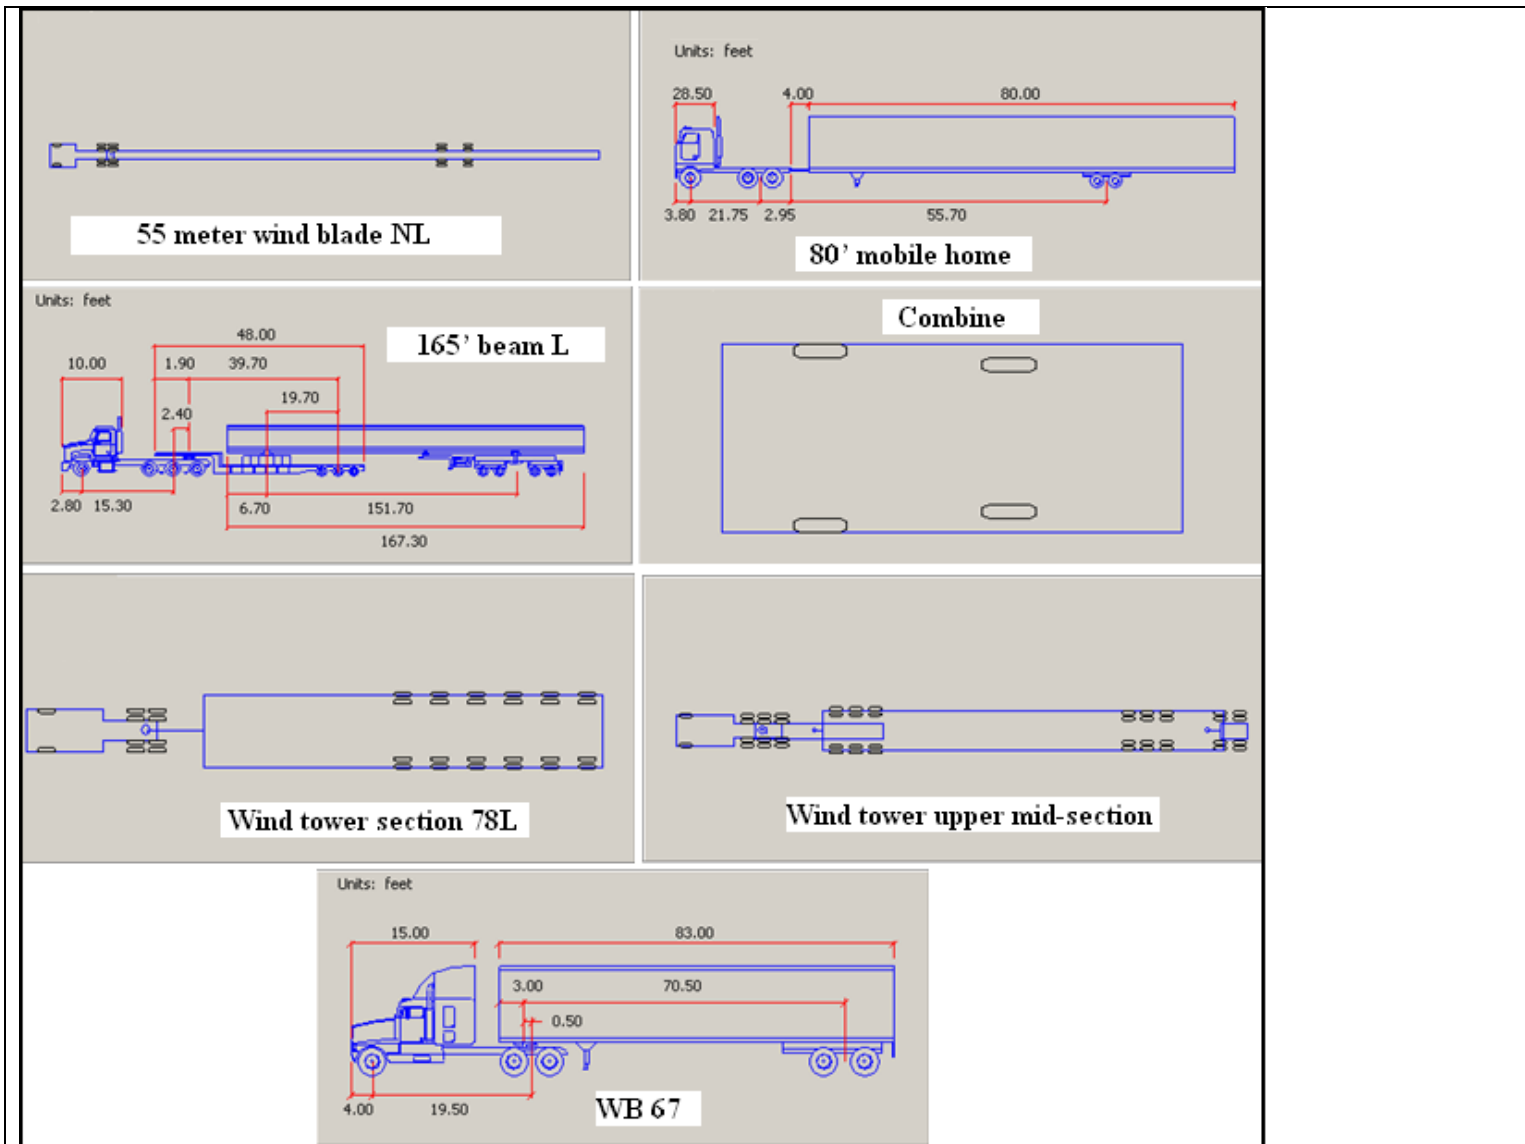 55 meter wind blade NL
Units: feet
28.50 4.00 80.00
3.80 21.75 2.95 55.70
80' mobile home
Units: feet
165' beam L
48.00
10.00 1.90 39.70
19.70
2.40
2.80 15.30 6.70 151.70
167.30
Combine
Wind tower section 78L
Wind tower upper mid-section
Units: feet
15.00 83.00
3.00 70.50
0.50
4.00 19.50
WB 67